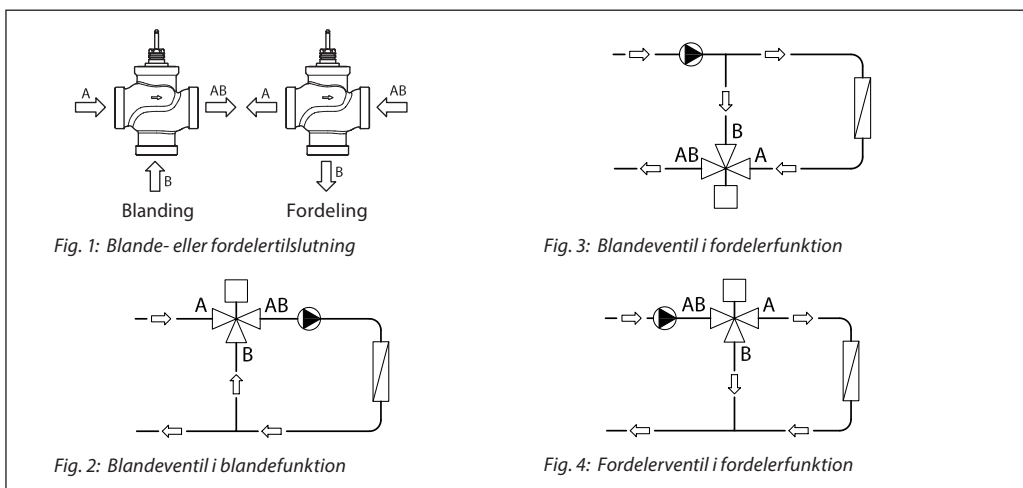 A
AB
B
A
AB
B
Blanding
Fordeling
Fig. 1: Blande- eller fordelertilslutning
B
AB
A
Fig. 3: Blandeventil i fordelerfunktion
A
AB
B
Fig. 2: Blandeventil i blandefunktion
AB
A
B
Fig. 4: Fordelerventil i fordelerfunktion